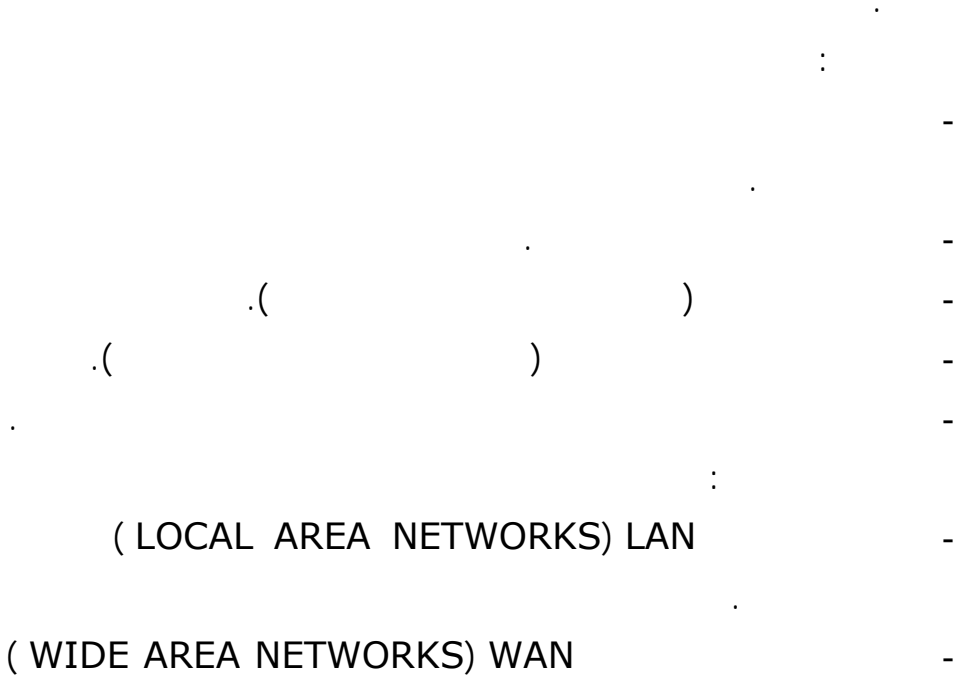 .
:
-
.
- .
- ( ).
- ( ).
- .
:
- LAN (LOCAL AREA NETWORKS)
.
- WAN (WIDE AREA NETWORKS)